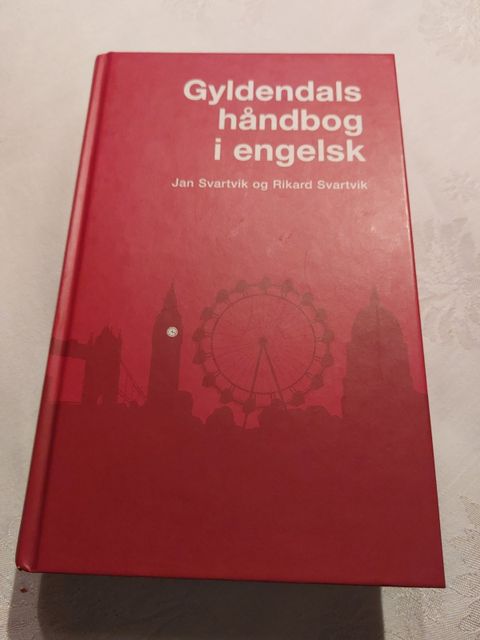 Gyldendals
håndbog
i engelsk
Jan Svartvik og Rikard Svartvik